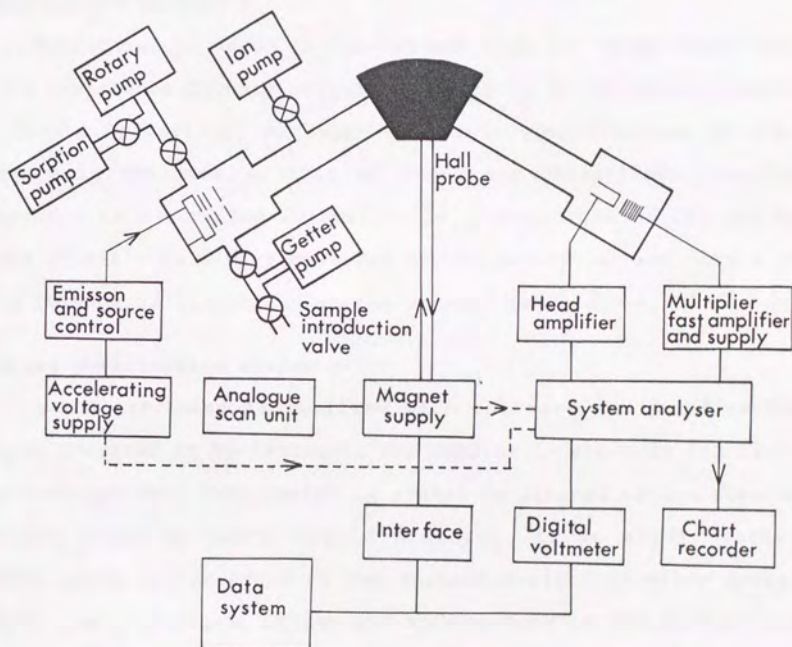 Rotary
pump
Ion
pump
Sorption
pump
Hall
probe
Getter
pump
Sample
introduction
valve
Emisson and
source
control
Head
amplifier
Multiplier
fast amplifier
and supply
Accelerating
voltage
supply
Analogue
scan unit
Magnet
supply
System analyser
Interface
Digital
voltmeter
Chart
recorder
Data
system